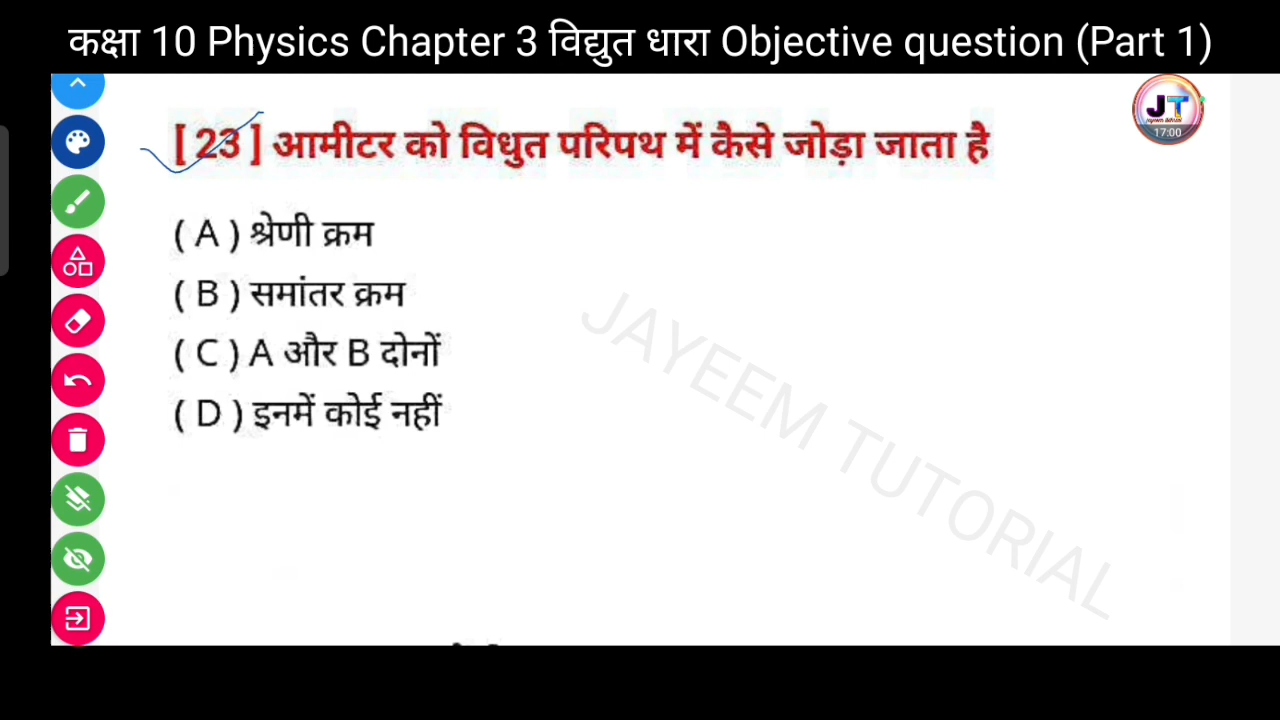 कक्षा 10 Physics Chapter 3 विद्युत धारा Objective question (Part 1)
JT
17:00
[ 23 ] आमीटर को विधुत परिपथ में कैसे जोड़ा जाता है
( A ) श्रेणी क्रम
( B ) समांतर क्रम
( C ) A और B दोनों
( D ) इनमें कोई नहीं
JAYEEM TUTORIAL